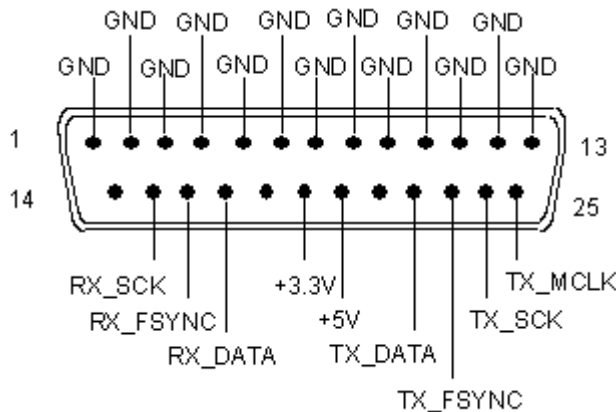 GND GND GND GND GND GND
GND GND GND GND GND GND GND
1 13
14 25
RX_SCK +3.3V TX_MCLK
RX_FSYNC +5V TX_SCK
RX_DATA TX_DATA
TX_FSYNC